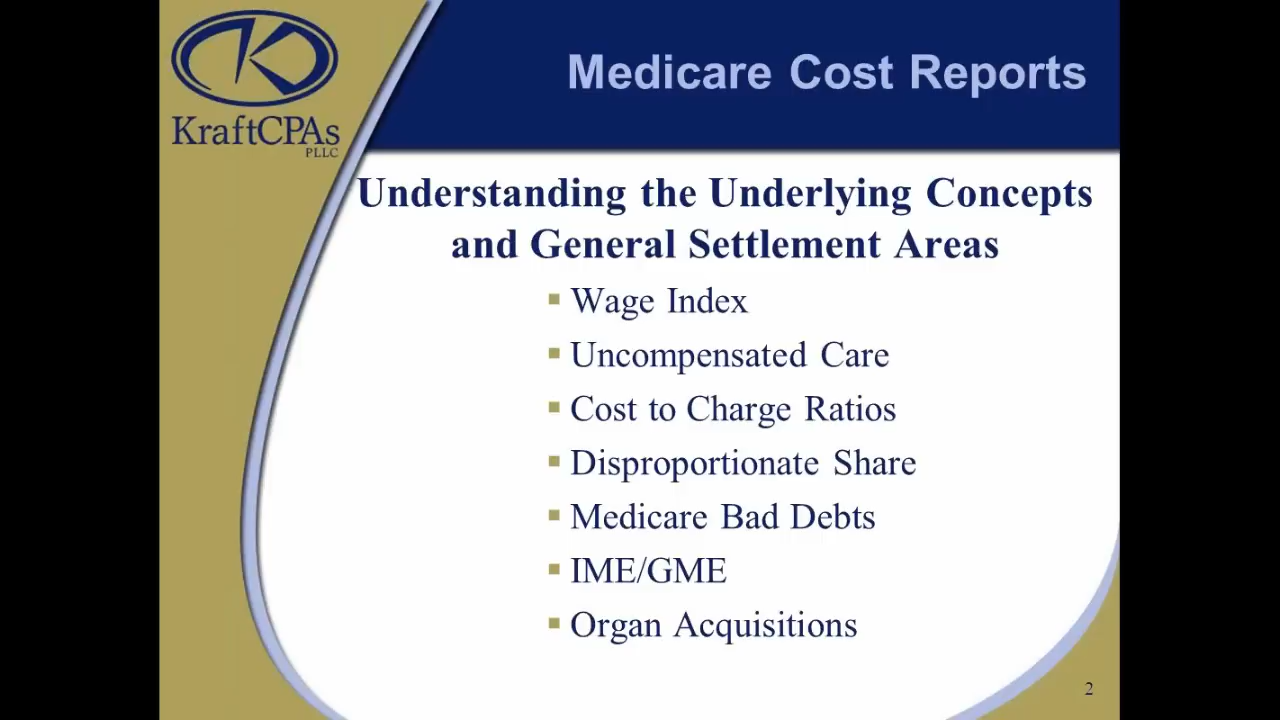 KraftCPAs
PLLC
Medicare Cost Reports
Understanding the Underlying Concepts
and General Settlement Areas
▪ Wage Index
▪ Uncompensated Care
▪ Cost to Charge Ratios
▪ Disproportionate Share
▪ Medicare Bad Debts
▪ IME/GME
▪ Organ Acquisitions
2